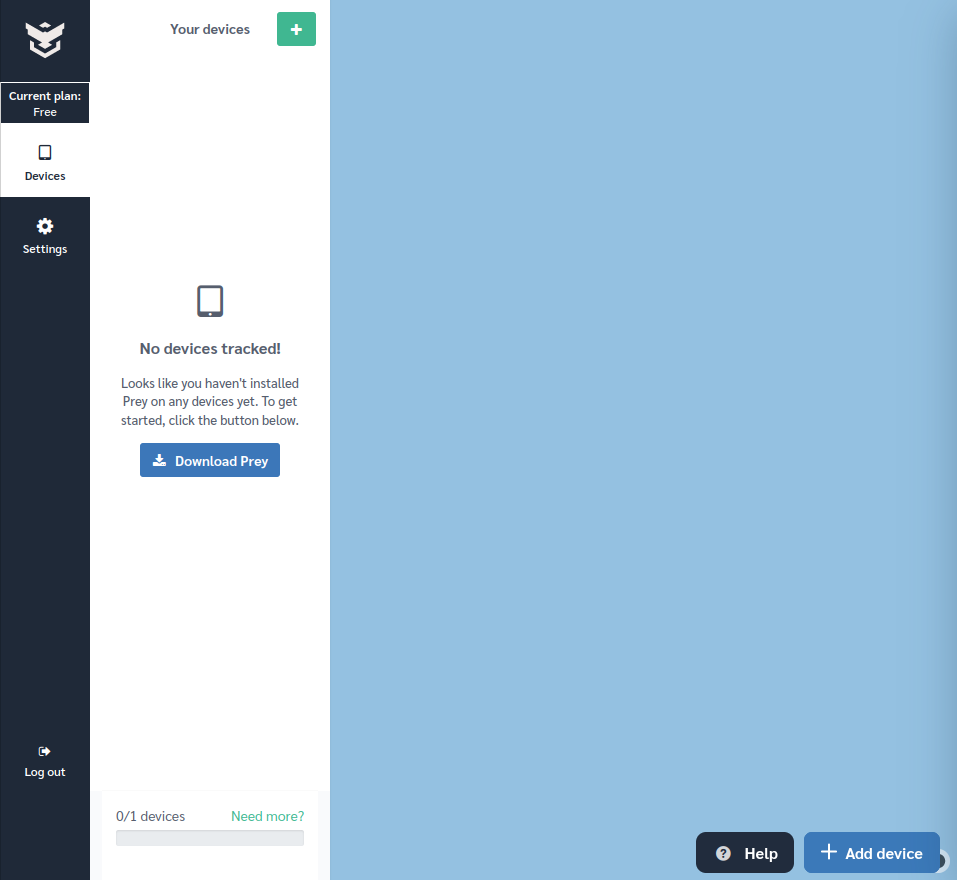 Your devices
Current plan:
Free
Devices
Settings
No devices tracked!
Looks like you haven't installed
Prey on any devices yet. To get
started, click the button below.
Download Prey
Log out
0/1 devices
Need more?
Help
Add device